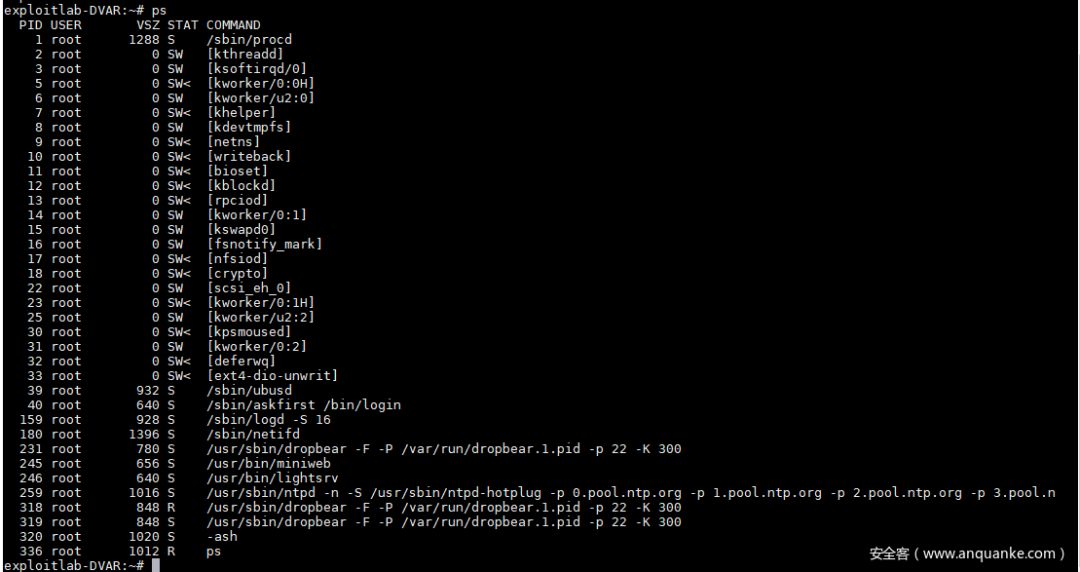 exploitlab-DVAR:~# ps
PID USER VSZ STAT COMMAND
1 root 1288 S /sbin/procd
2 root 0 SW [kthreadd]
3 root 0 SW [ksoftirqd/0]
5 root 0 SW< [kworker/0:0H]
6 root 0 SW [kworker/u2:0]
7 root 0 SW< [khelper]
8 root 0 SW [kdevtmpfs]
9 root 0 SW< [netns]
10 root 0 SW< [writeback]
11 root 0 SW< [bioset]
12 root 0 SW< [kblockd]
13 root 0 SW< [rpciod]
14 root 0 SW [kworker/0:1]
15 root 0 SW [kswapd0]
16 root 0 SW [fsnotify_mark]
17 root 0 SW< [nfsiod]
18 root 0 SW< [crypto]
22 root 0 SW [scsi_eh_0]
23 root 0 SW< [kworker/0:1H]
25 root 0 SW [kworker/u2:2]
30 root 0 SW< [kpsmoused]
31 root 0 SW [kworker/0:2]
32 root 0 SW< [deferwq]
33 root 0 SW< [ext4-dio-unwrit]
39 root 932 S /sbin/ubusd
40 root 640 S /sbin/askfirst /bin/login
159 root 928 S /sbin/logd -S 16
180 root 1396 S /sbin/netifd
231 root 780 S /usr/sbin/dropbear -F -P /var/run/dropbear.1.pid -p 22 -K 300
245 root 656 S /usr/bin/miniweb
246 root 640 S /usr/bin/lightsrv
259 root 1016 S /usr/sbin/ntpd -n -S /usr/sbin/ntpd-hotplug -p 0.pool.ntp.org -p 1.pool.ntp.org -p 2.pool.ntp.org -p 3.pool.n
318 root 848 R /usr/sbin/dropbear -F -P /var/run/dropbear.1.pid -p 22 -K 300
319 root 848 S /usr/sbin/dropbear -F -P /var/run/dropbear.1.pid -p 22 -K 300
320 root 1020 S -ash
336 root 1012 R ps
exploitlab-DVAR:~#
安全客（www.anquanke.com）